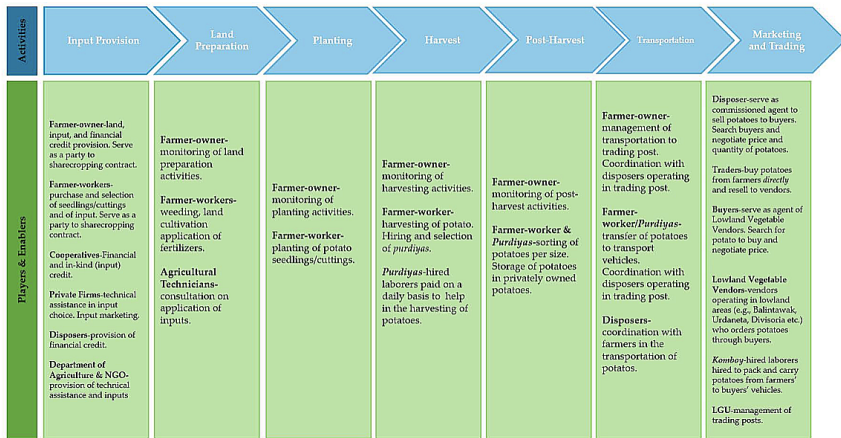 Activities
Input Provision
Land
Preparation
Planting
Harvest
Post-Harvest
Transportation
Marketing
and Trading
Players & Enablers
Farmer-owner-land,
input, and financial
credit provision. Serve
as a party to
sharecropping contract.
Farmer-workers-
purchase and selection
of seedlings/cuttings
and of input. Serve as a
party to sharecropping
contract.
Cooperatives-Financial
and in-kind (input)
credit.
Private Firms-technical
assistance in input
choice. Input marketing.
Disposers-provision of
financial credit.
Department of
Agriculture & NGO-
provision of technical
assistance and inputs
Farmer-owner-
monitoring of land
preparation
activities.
Farmer-workers-
weeding, land
cultivation
application of
fertilizers.
Agricultural
Technicians-
consultation on
application of
inputs.
Farmer-owner-
monitoring of
planting activities.
Farmer-worker-
planting of potato
seedlings/cuttings.
Farmer-owner-
monitoring of
harvesting activities.
Farmer-worker-
harvesting of potato.
Hiring and selection
of purdiyas.
Purdiyas-hired
laborers paid on a
daily basis to help
in the harvesting of
potatoes.
Farmer-owner-
monitoring of post-
harvest activities.
Farmer-worker &
Purdiyas-sorting of
potatoes per size.
Storage of potatoes
in privately owned
potatoes.
Farmer-owner-
management of
transportation to
trading post.
Coordination with
disposers operating
in trading post.
Farmer-
worker/Purdiyas-
transfer of potatoes
to transport
vehicles.
Coordination with
disposers operating
in trading post.
Disposers-
coordination with
farmers in the
transportation of
potatos.
Disposer-serve as
commissioned agent to
sell potatoes to buyers.
Search buyers and
negotiate price and
quantity of potatoes.
Traders-buy potatoes
from farmers directly
and resell to vendors.
Buyers-serve as agent of
Lowland Vegetable
Vendors. Search for
potato to buy and
negotiate price.
Lowland Vegetable
Vendors-vendors
operating in lowland
areas (e.g., Balintawak,
Urdaneta, Divisoria etc.)
who orders potatoes
through buyers.
Komboy-hired laborers
hired to pack and carry
potatoes from farmers'
to buyers' vehicles.
LGU-management of
trading posts.